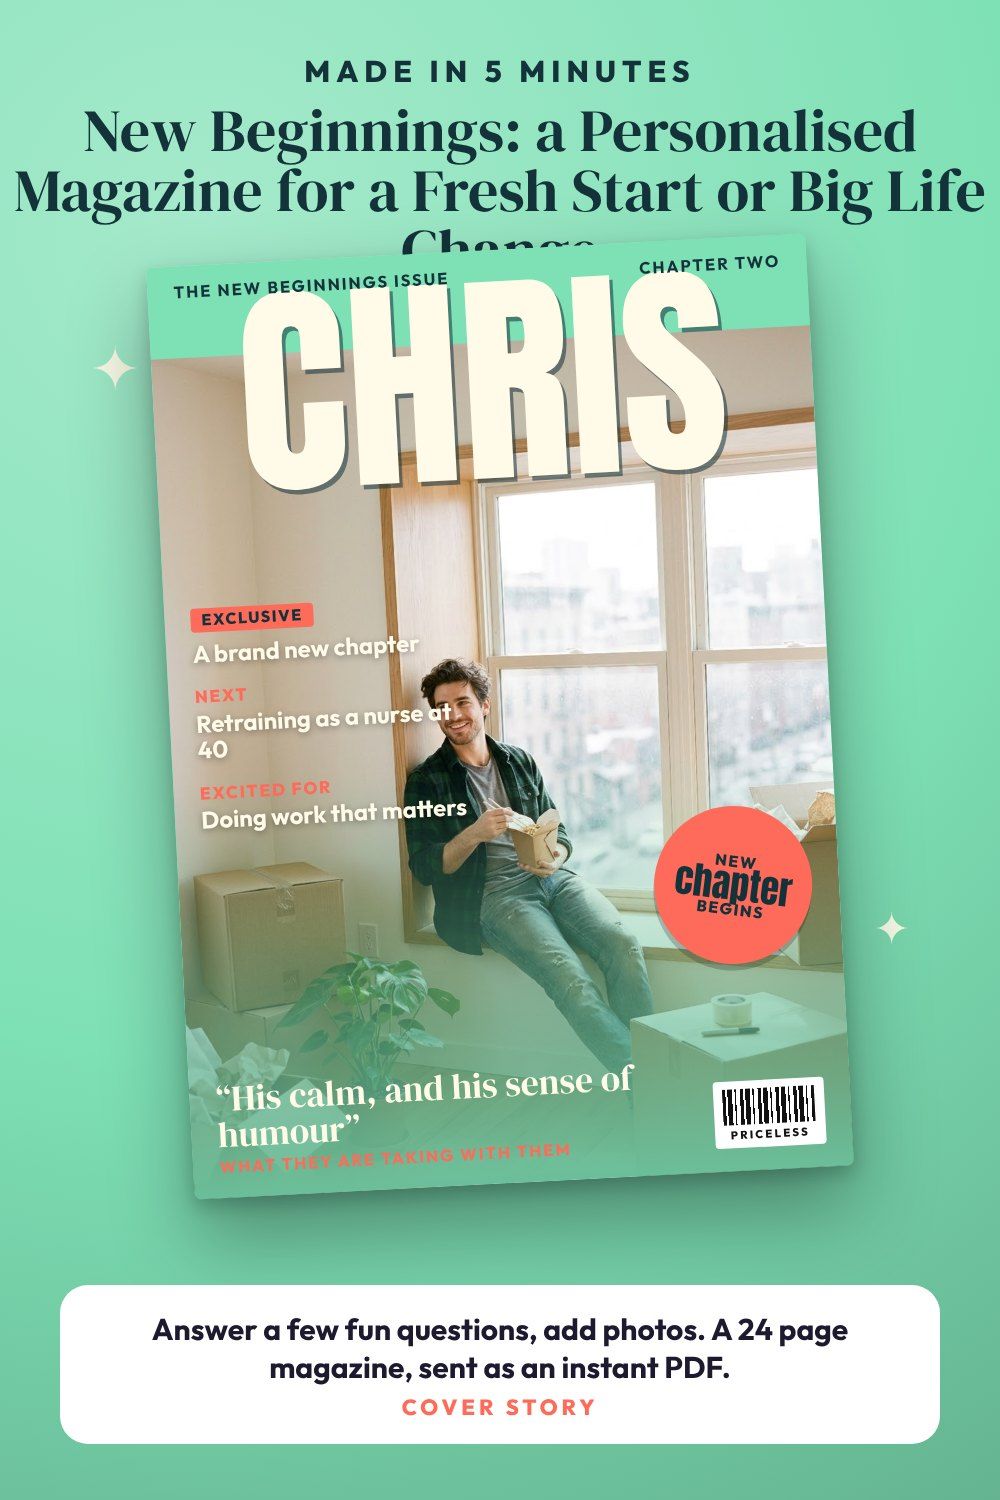 MADE IN 5 MINUTES
New Beginnings: a Personalised
Magazine for a Fresh Start or Big Life
Change
THE NEW BEGINNINGS ISSUE
CHAPTER TWO
CHRIS
EXCLUSIVE
A brand new chapter
NEXT
Retraining as a nurse at
40
EXCITED FOR
Doing work that matters
NEW
chapter
BEGINS
“His calm, and his sense of
humour”
WHAT THEY ARE TAKING WITH THEM
PRICELESS
Answer a few fun questions, add photos. A 24 page
magazine, sent as an instant PDF.
COVER STORY